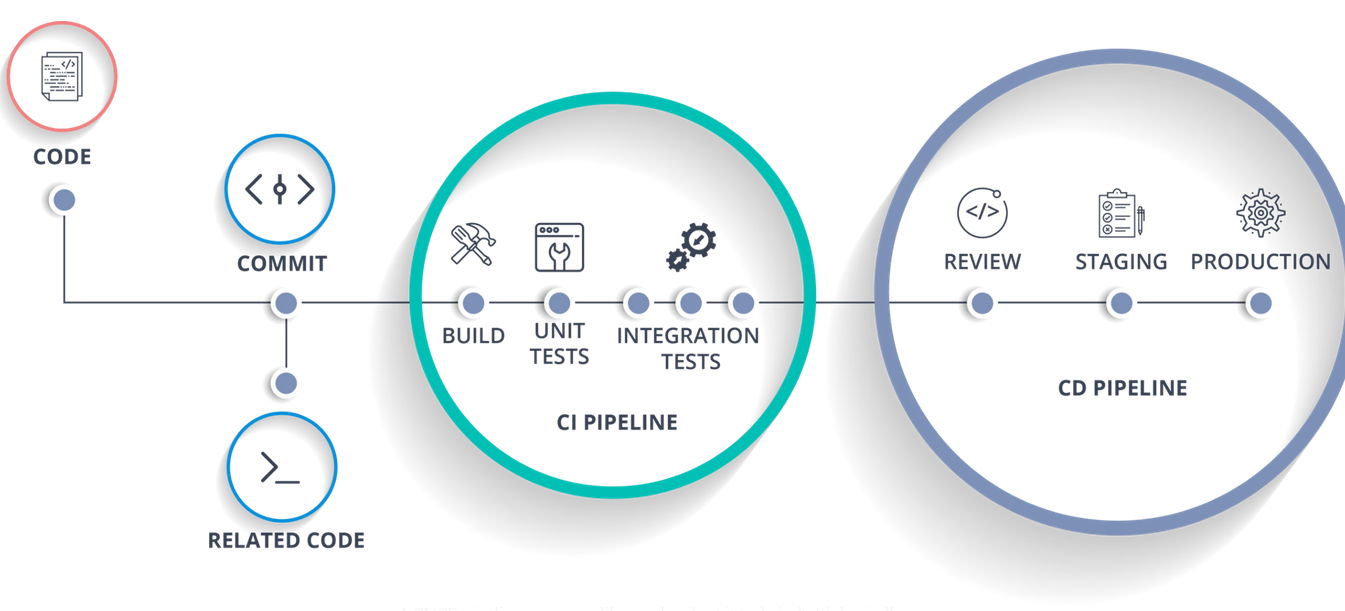 CODE
COMMIT
RELATED CODE
BUILD
UNIT
TESTS
INTEGRATION
TESTS
CI PIPELINE
REVIEW
STAGING
PRODUCTION
CD PIPELINE